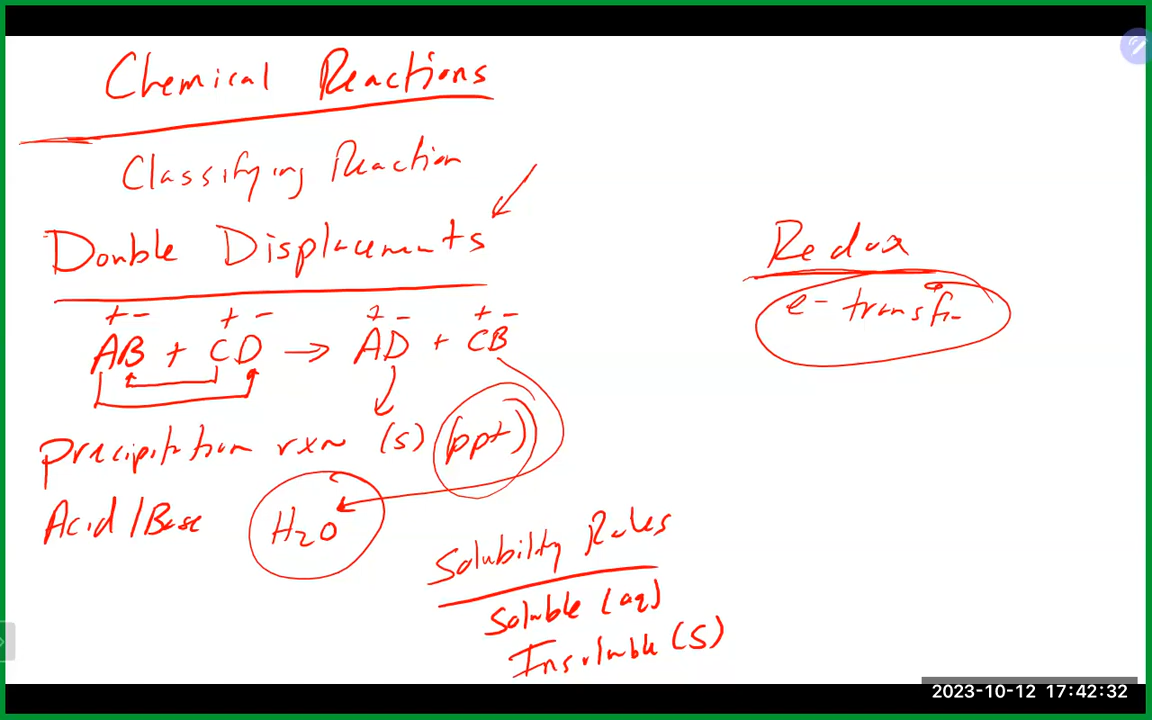 Chemical Reactions
Classifying Reaction
Double Displacements
+ - + - + - + -
AB + CD → AD + CB
Precipitation rxn (s) (ppt)
Acid/Base H2O
Solubility Rules
Soluble (aq)
Insoluble (s)
Redox
e- transfer
2023-10-12 17:42:32